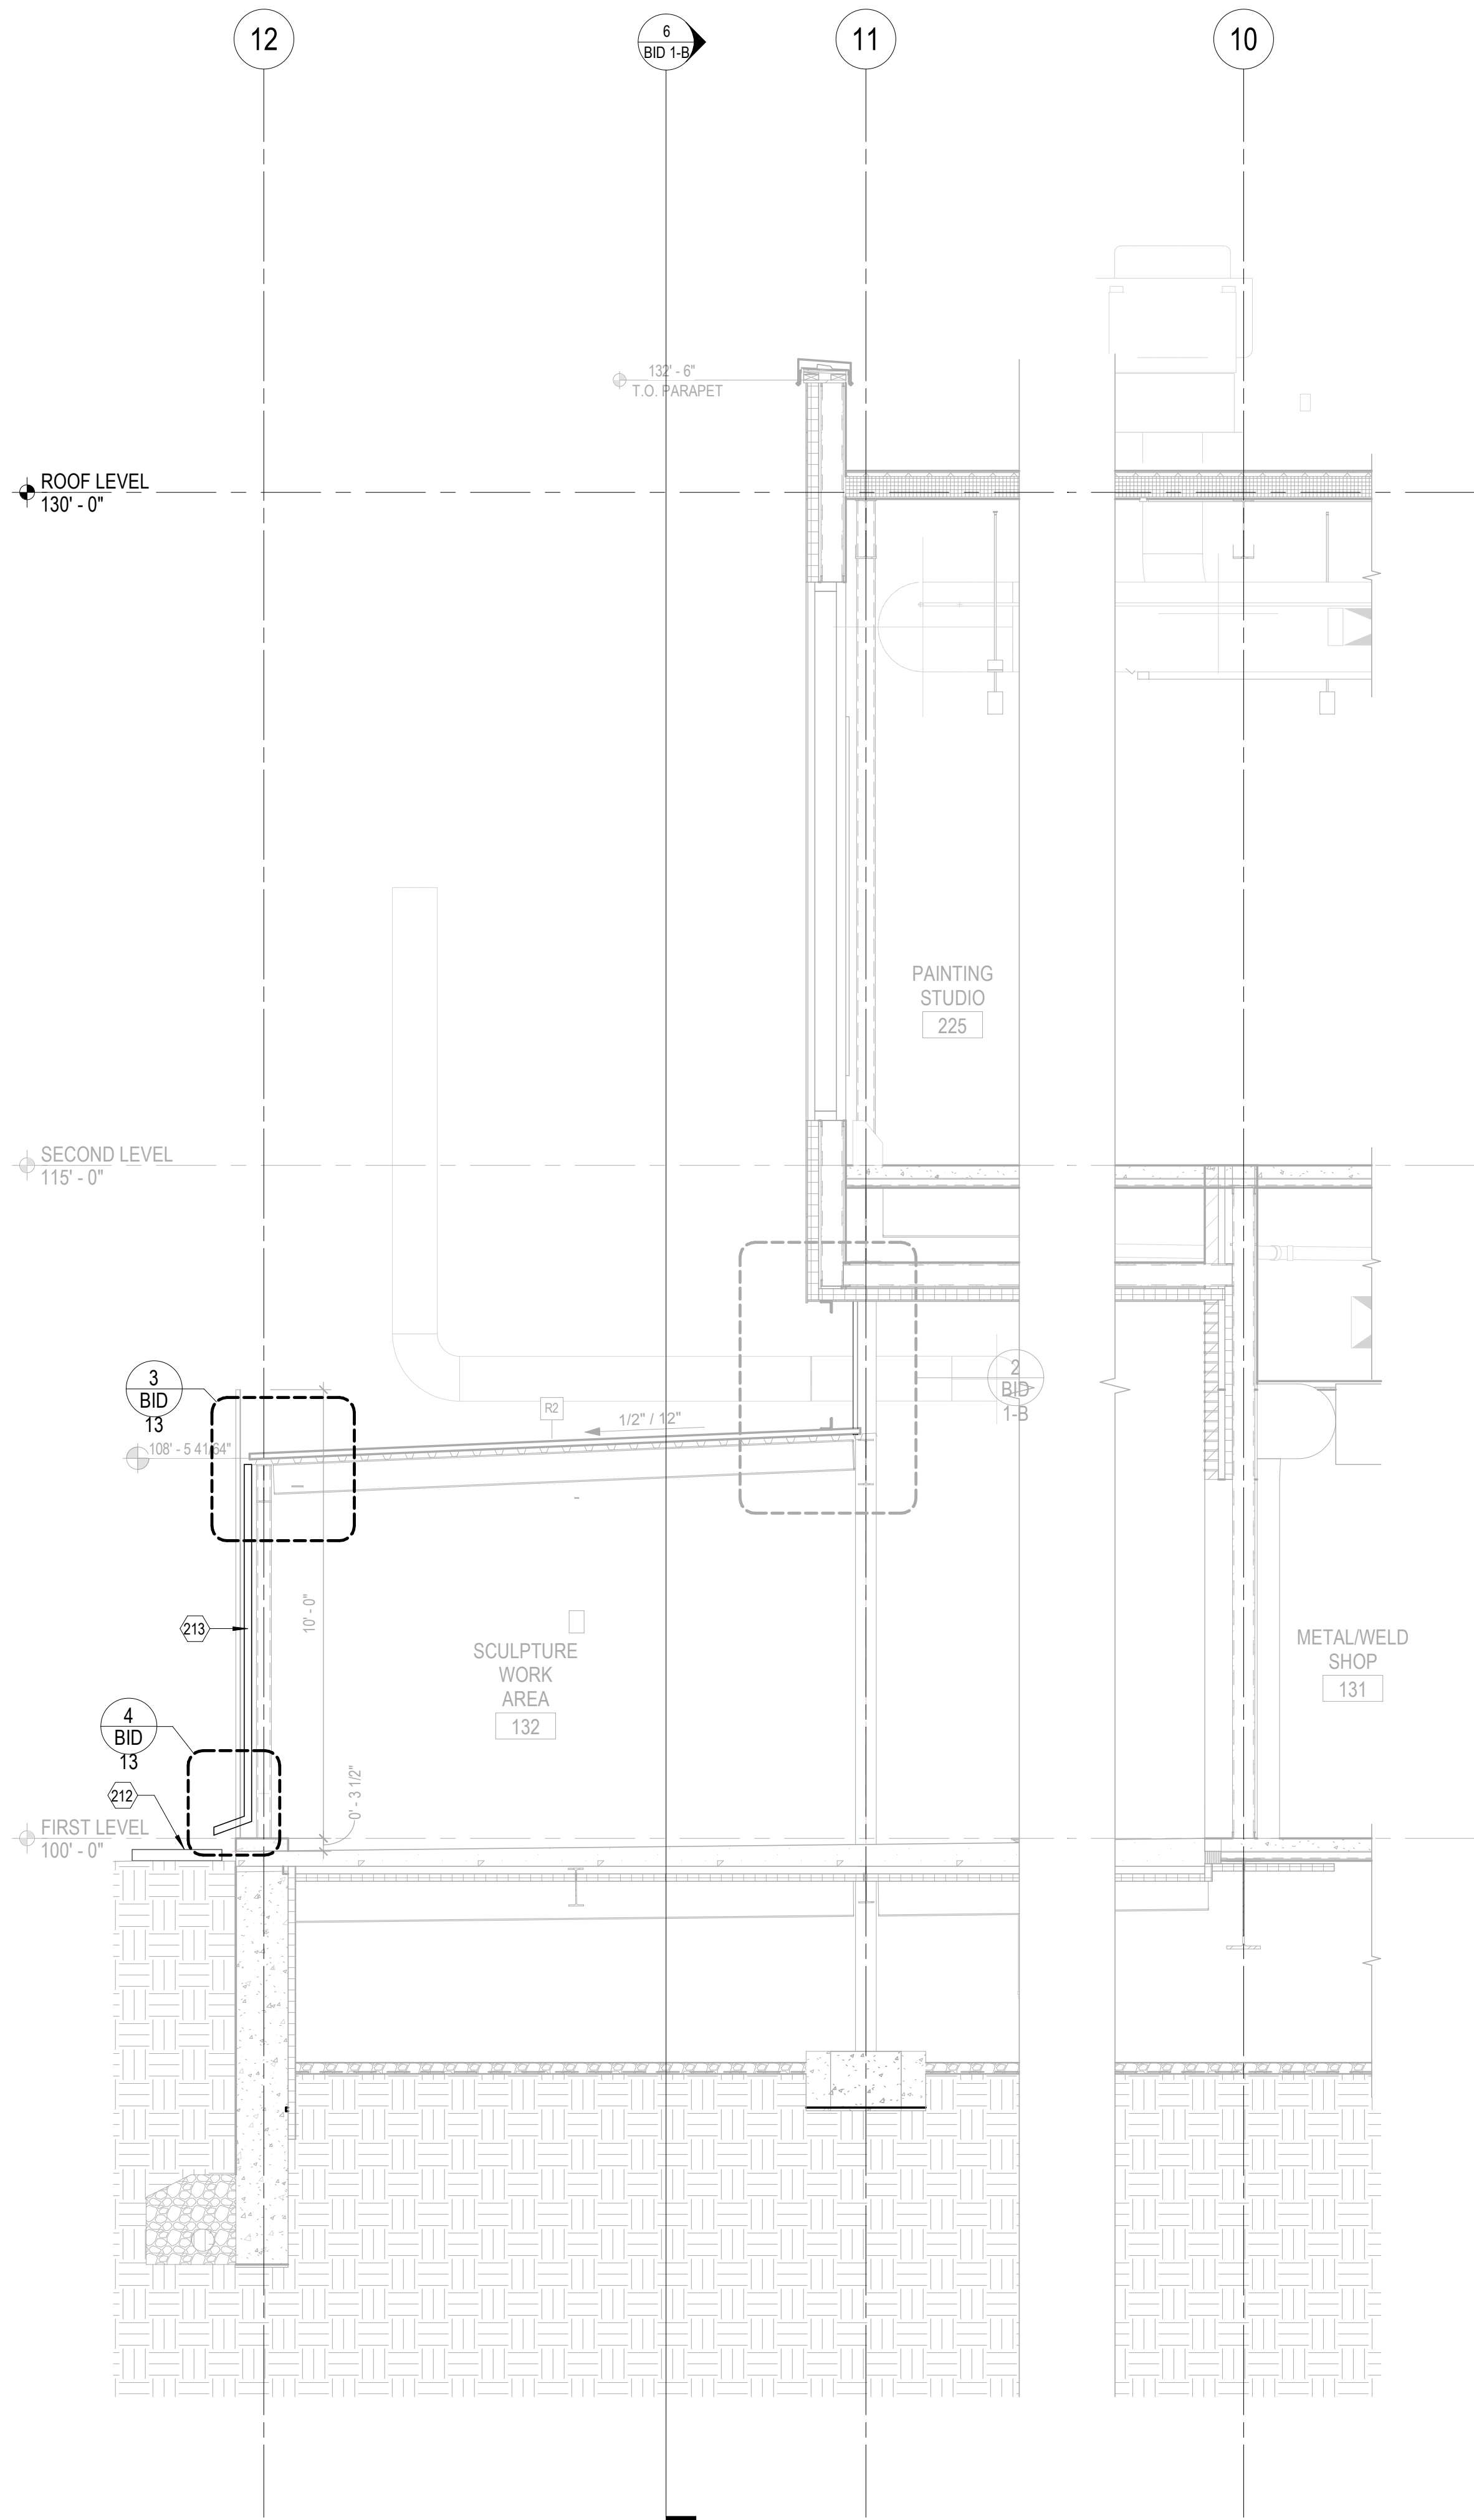 12
6
BID 1-B
11
10
132' - 6"
T.O. PARAPET
ROOF LEVEL
130' - 0"
PAINTING
STUDIO
225
SECOND LEVEL
115' - 0"
3
BID
13
2
BID
1-B
R2
1/2" / 12"
108' - 5 41/64"
10' - 0"
213
SCULPTURE
WORK
AREA
132
METAL/WELD
SHOP
131
4
BID
13
212
0' - 3 1/2"
FIRST LEVEL
100' - 0"